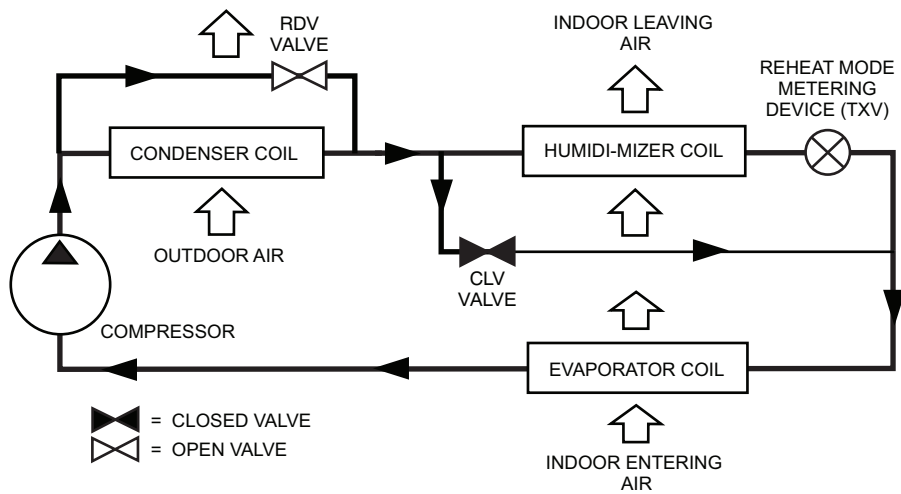 RDV
VALVE
INDOOR LEAVING
AIR
REHEAT MODE
METERING
DEVICE (TXV)
CONDENSER COIL
HUMIDI-MIZER COIL
OUTDOOR AIR
CLV
VALVE
COMPRESSOR
EVAPORATOR COIL
= CLOSED VALVE
= OPEN VALVE
INDOOR ENTERING
AIR